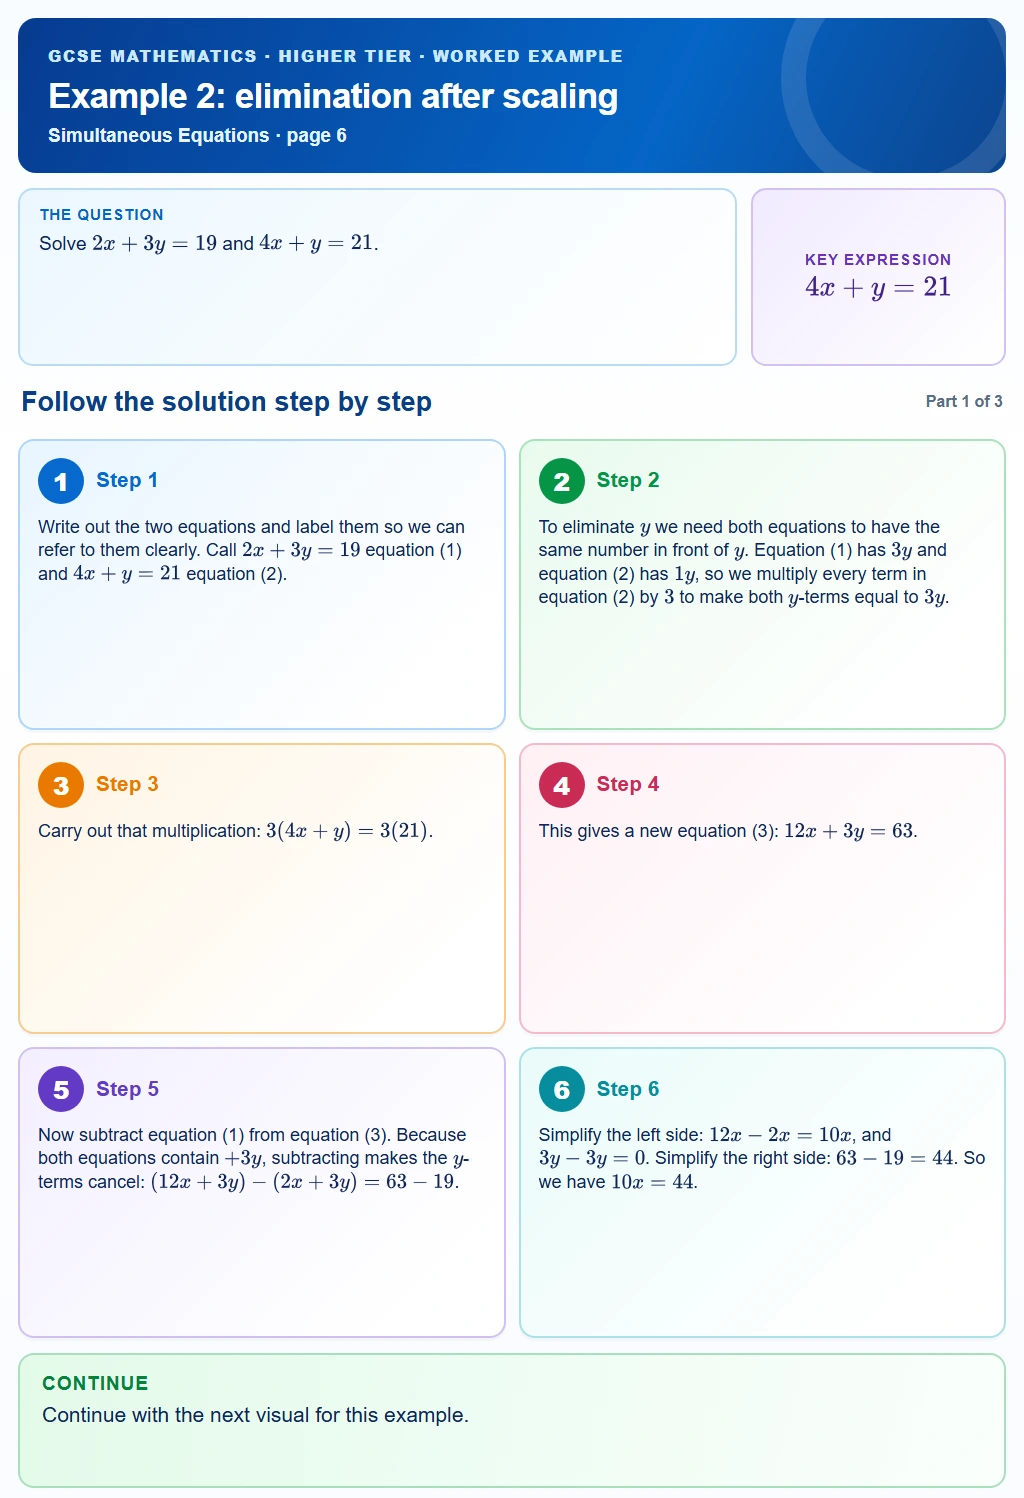 GCSE MATHEMATICS · HIGHER TIER · WORKED EXAMPLE
Example 2: elimination after scaling
Simultaneous Equations · page 6
THE QUESTION
Solve 2x + 3y = 19 and 4x + y = 21.
KEY EXPRESSION
4x + y = 21
Follow the solution step by step
Part 1 of 3
1 Step 1
Write out the two equations and label them so we can
refer to them clearly. Call 2x + 3y = 19 equation (1)
and 4x + y = 21 equation (2).
2 Step 2
To eliminate y we need both equations to have the
same number in front of y. Equation (1) has 3y and
equation (2) has 1y, so we multiply every term in
equation (2) by 3 to make both y-terms equal to 3y.
3 Step 3
Carry out that multiplication: 3(4x + y) = 3(21).
4 Step 4
This gives a new equation (3): 12x + 3y = 63.
5 Step 5
Now subtract equation (1) from equation (3). Because
both equations contain +3y, subtracting makes the y-
terms cancel: (12x + 3y) − (2x + 3y) = 63 − 19.
6 Step 6
Simplify the left side: 12x − 2x = 10x, and
3y − 3y = 0. Simplify the right side: 63 − 19 = 44. So
we have 10x = 44.
CONTINUE
Continue with the next visual for this example.